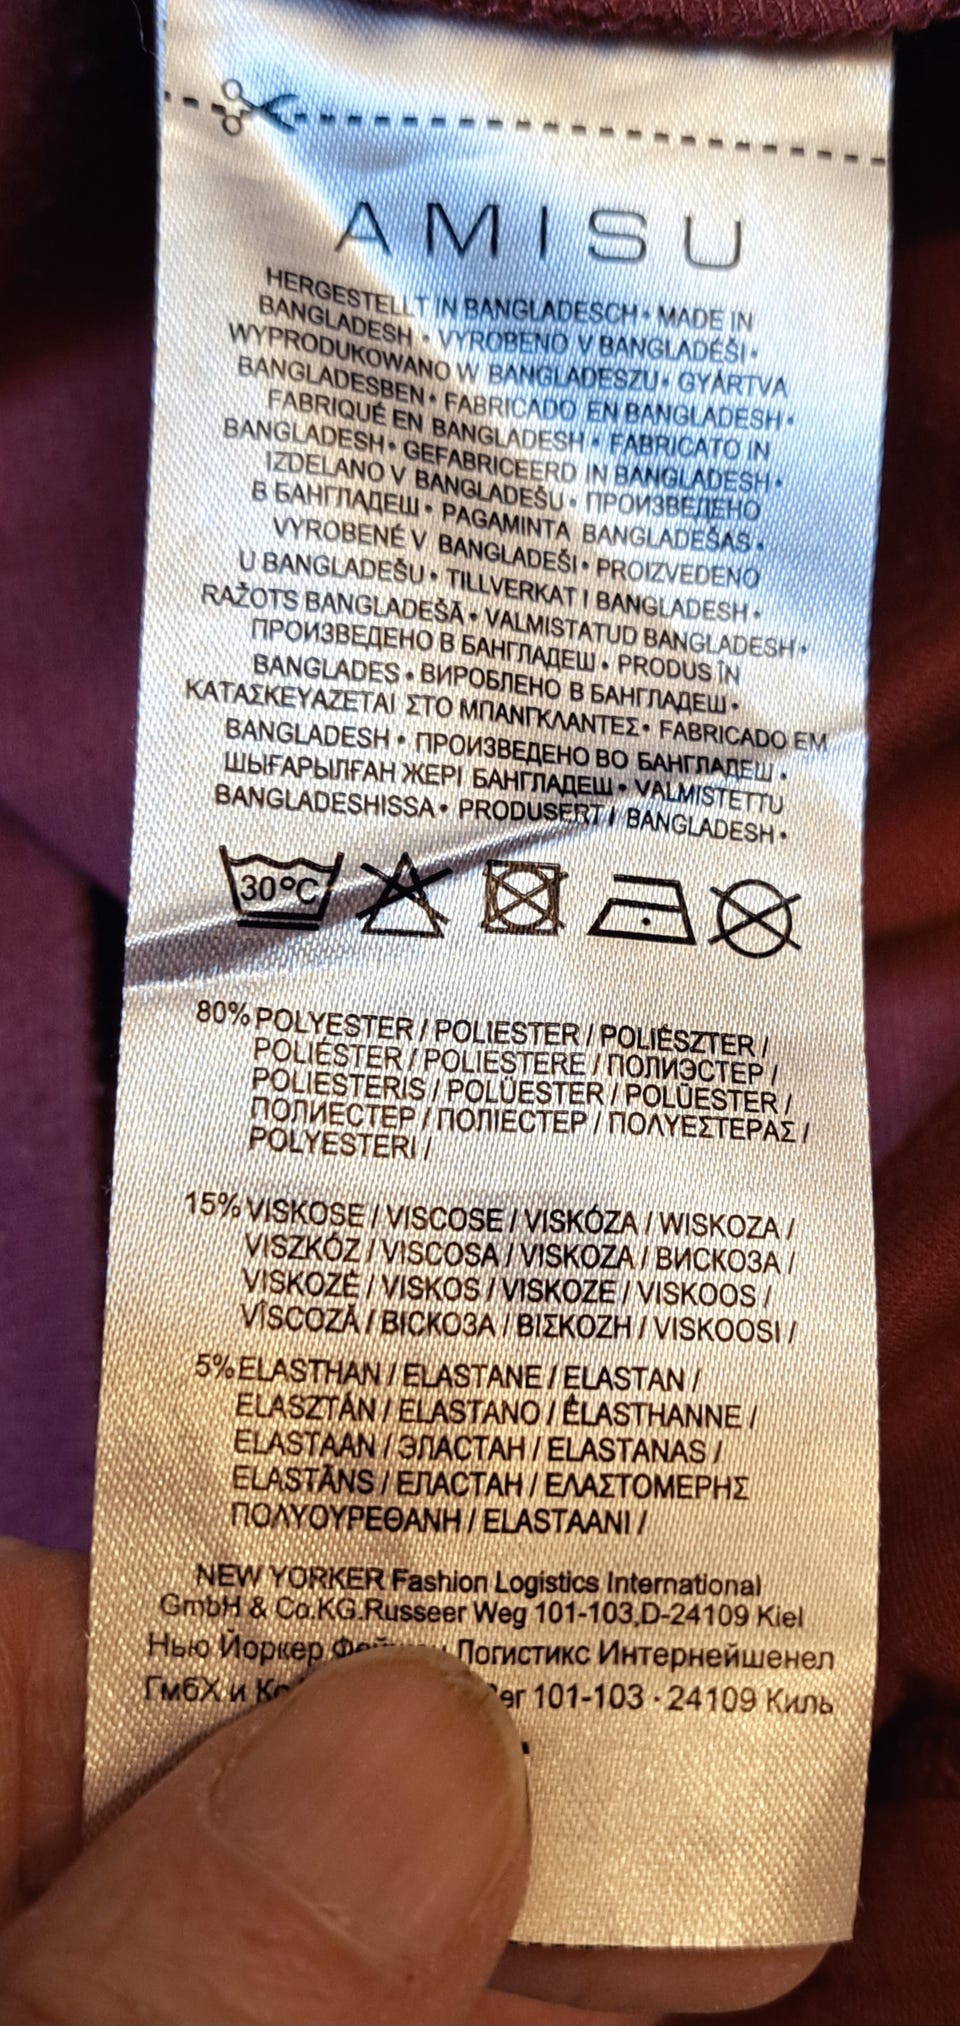 AMISU
HERGESTELLT IN BANGLADESCH • MADE IN
BANGLADESH • VYROBENO V BANGLADÉŠI •
WYPRODUKOWANO W BANGLADESZU • GYÁRTVA
BANGLADESBEN • FABRICADO EN BANGLADESH •
FABRIQUÉ EN BANGLADESH • FABRICATO IN
BANGLADESH • GEFABRICEERD IN BANGLADESH •
IZDELANO V BANGLADEŠU • ПРОИЗВЕДЕНО
В БАНГЛАДЕШ • PAGAMINTA BANGLADEŠAS •
VYROBENÉ V BANGLADEŠI • PROIZVEDENO
U BANGLADEŠU • TILLVERKAT I BANGLADESH •
RAŽOTS BANGLADEŠĀ • VALMISTATUD BANGLADESH •
ПРОИЗВЕДЕНО В БАНГЛАДЕШ • PRODUS ÎN
BANGLADES • ВИРОБЛЕНО В БАНГЛАДЕШ •
ΚΑΤΑΣΚΕΥΑΖΕΤΑΙ ΣΤΟ ΜΠΑΝΓΚΛΑΝΤΕΣ • FABRICADO EM
BANGLADESH • ПРОИЗВЕДЕНО ВО БАНГЛАДЕШ •
ШЫҒАРЫЛҒАН ЖЕРІ БАНГЛАДЕШ • VALMISTETTU
BANGLADESHISSA • PRODUSERT I BANGLADESH •
30°C
80% POLYESTER / POLIESTER / POLIÉSZTER /
POLIÉSTER / POLIESTERE / ПОЛИЭСТЕР /
POLIESTERIS / POLÜESTER / POLÜESTER /
ПОЛИЕСТЕР / ПОЛІЕСТЕР / ΠΟΛΥΕΣΤΕΡΑΣ /
POLYESTERI /
15% VISKOSE / VISCOSE / VISKÓZA / WISKOZA /
VISZKÓZ / VISCOSA / VISKOZA / ВИСКОЗА /
VISKOZĖ / VISKOS / VISKOZE / VISKOOS /
VÎSCOZĂ / ВІСКОЗА / ΒΙΣΚΟΖΗ / VISKOOSI /
5% ELASTHAN / ELASTANE / ELASTAN /
ELASZTÁN / ELASTANO / ÉLASTHANNE /
ELASTAAN / ЭЛАСТАН / ELASTANAS /
ELASTĀNS / ЕЛАСТАН / ΕΛΑΣΤΟΜΕΡΗΣ
ΠΟΛΥΟΥΡΕΘΑΝΗ / ELASTAANI /
NEW YORKER Fashion Logistics International
GmbH & Co.KG.Russeer Weg 101-103,D-24109 Kiel
Нью Йоркер Логистикс Интернейшенел
ГмбХ и 101-103 · 24109 Киль